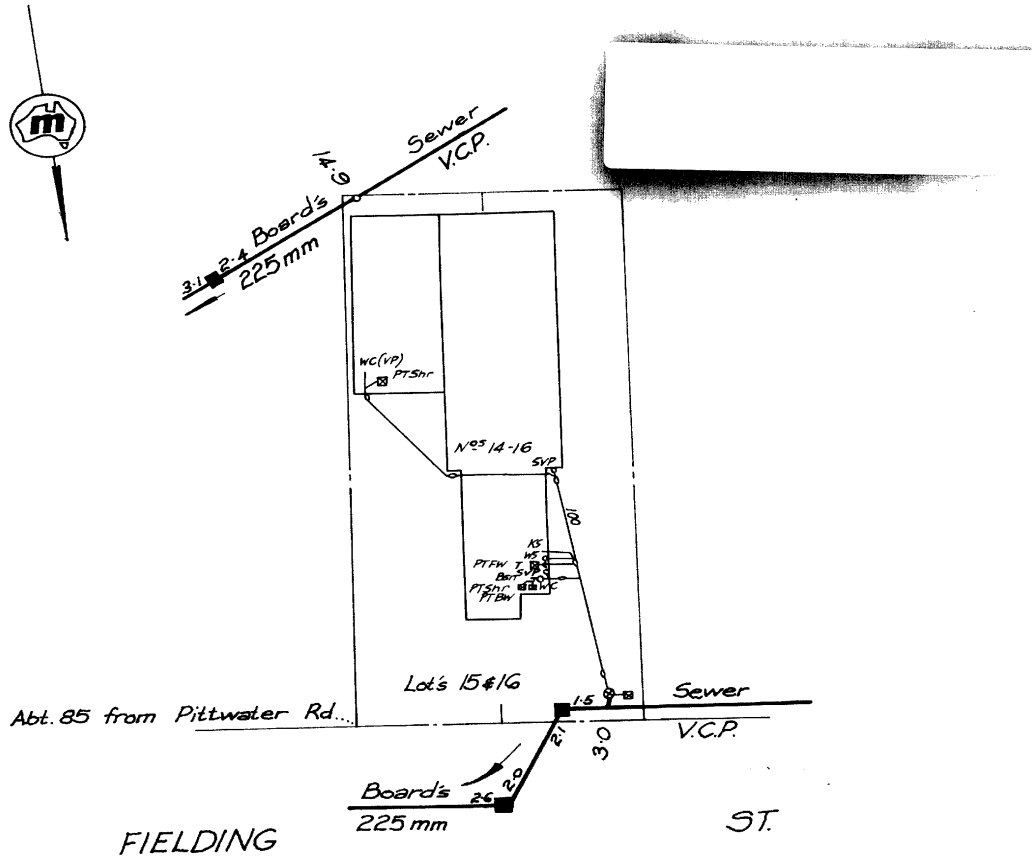 m
Sewer
V.C.P.
14.9
Board's
2.4
3.1
225mm
WC(VP)
PTShr
Nos 14-16
SVP
100
KS
WS
PTFW T
SVP
Bsn
PTShr WC
PTBW
Lot's 15 & 16
1.5 Sewer
Abt. 85 from Pittwater Rd...
V.C.P.
2.1
3.0
2.0
Board's 2.6
225mm
ST.
FIELDING